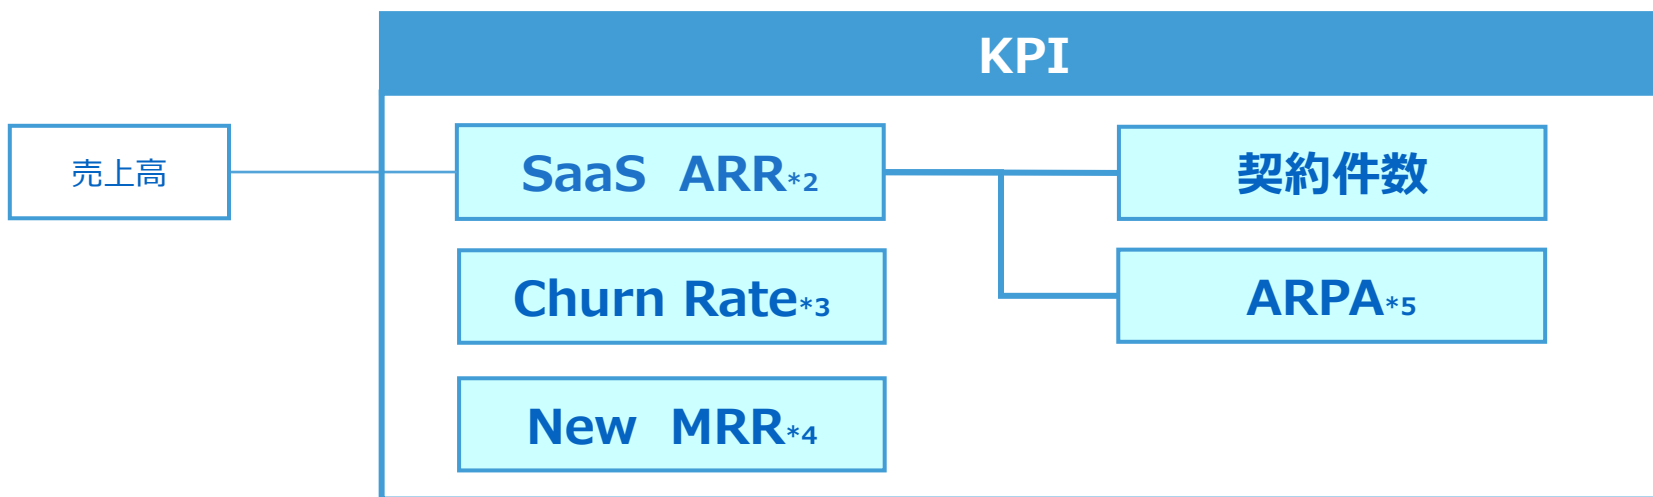 KPI
売上高
SaaS ARR*2
契約件数
Churn Rate*3
ARPA*5
New MRR*4